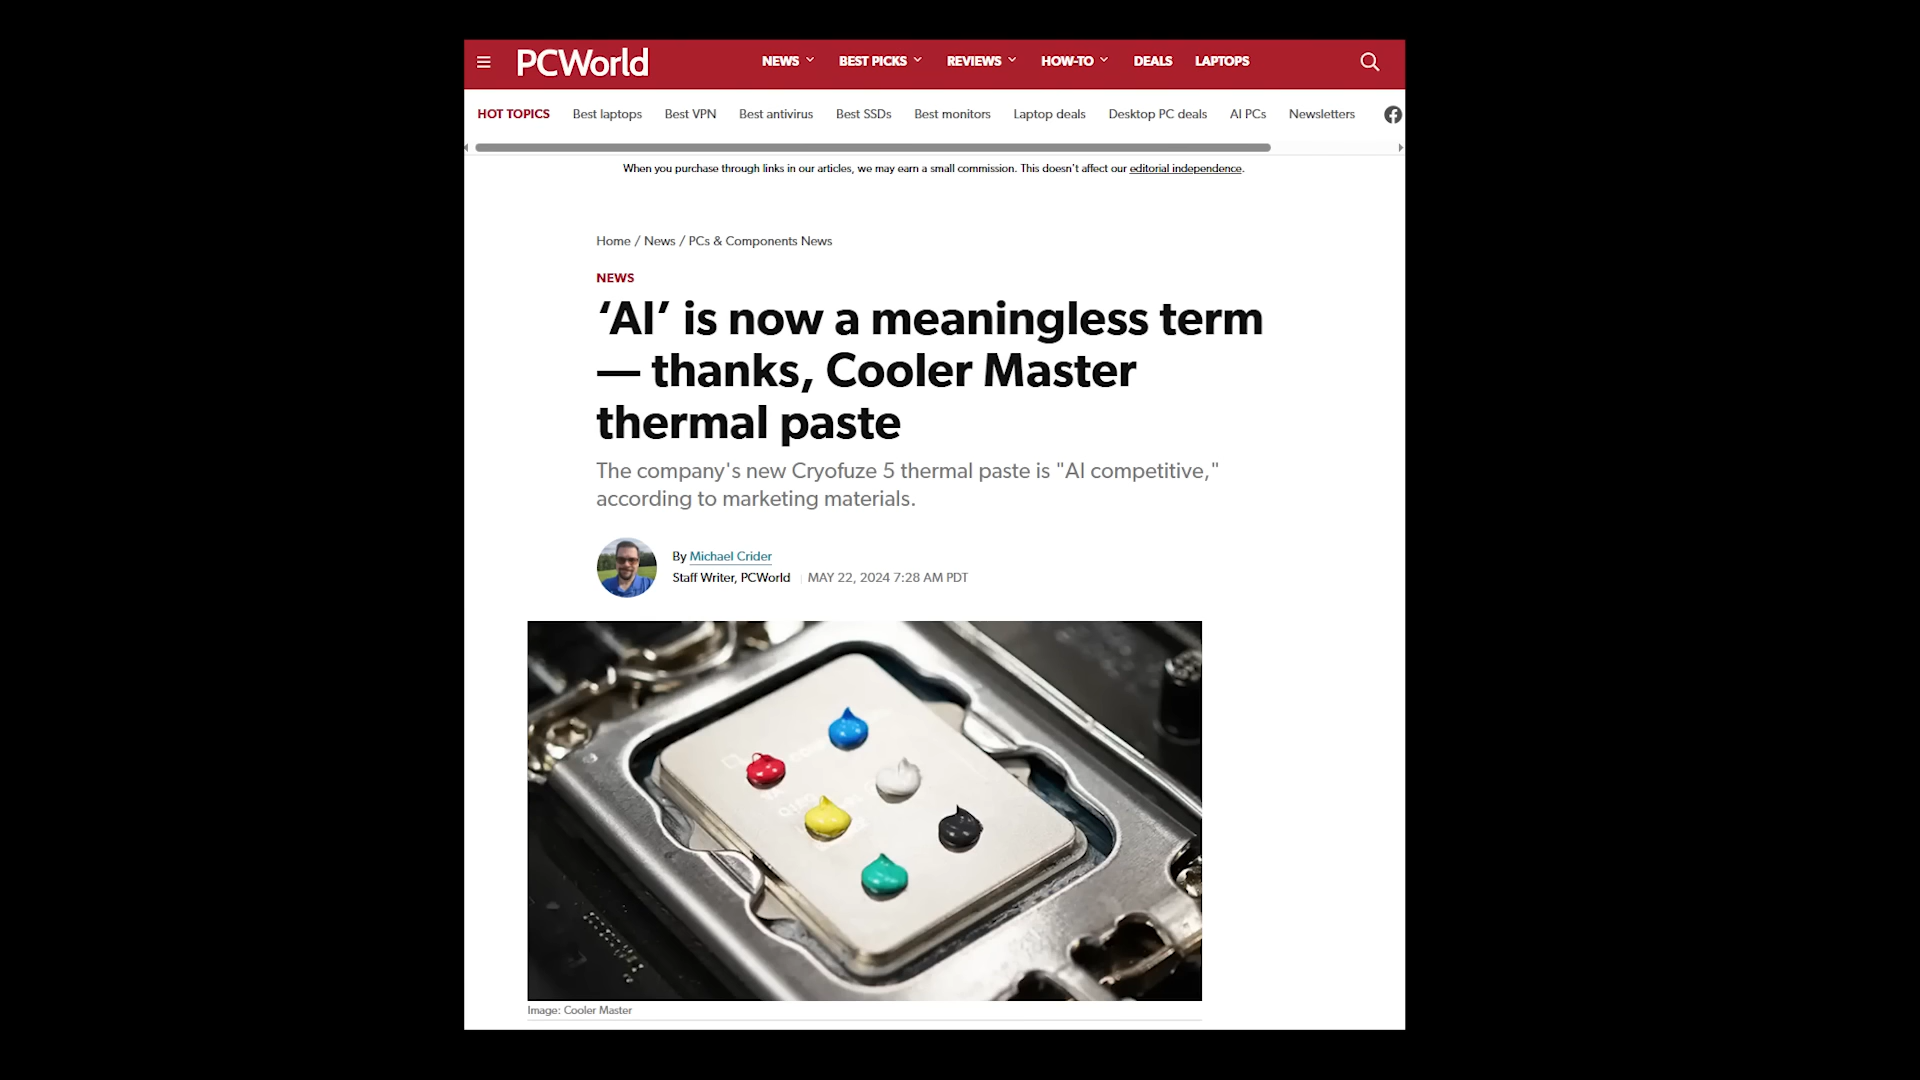 PCWorld
NEWS
BEST PICKS
REVIEWS
HOW-TO
DEALS
LAPTOPS
HOT TOPICS
Best laptops
Best VPN
Best antivirus
Best SSDs
Best monitors
Laptop deals
Desktop PC deals
AI PCs
Newsletters
When you purchase through links in our articles, we may earn a small commission. This doesn't affect our editorial independence.
Home / News / PCs & Components News
NEWS
‘AI’ is now a meaningless term
— thanks, Cooler Master
thermal paste
The company's new Cryofuze 5 thermal paste is "AI competitive,"
according to marketing materials.
By Michael Crider
Staff Writer, PCWorld
MAY 22, 2024 7:28 AM PDT
Image: Cooler Master